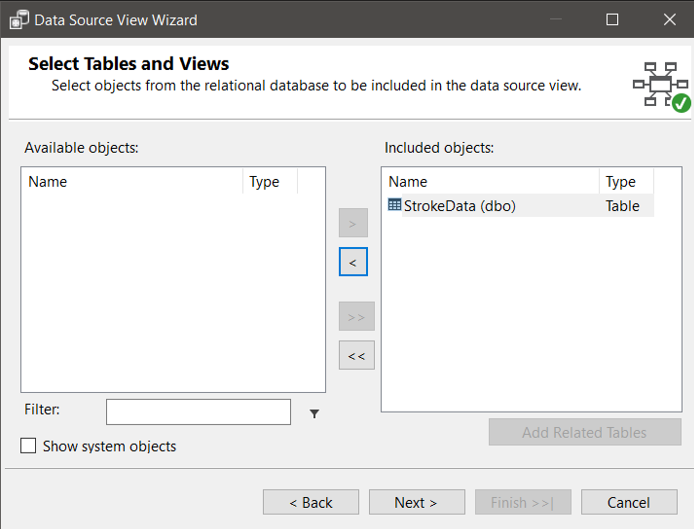 Data Source View Wizard
Select Tables and Views
Select objects from the relational database to be included in the data source view.
Available objects:
Name Type
>
<
>>
<<
Included objects:
Name Type
StrokeData (dbo) Table
Filter:
Show system objects
Add Related Tables
< Back Next > Finish >>| Cancel